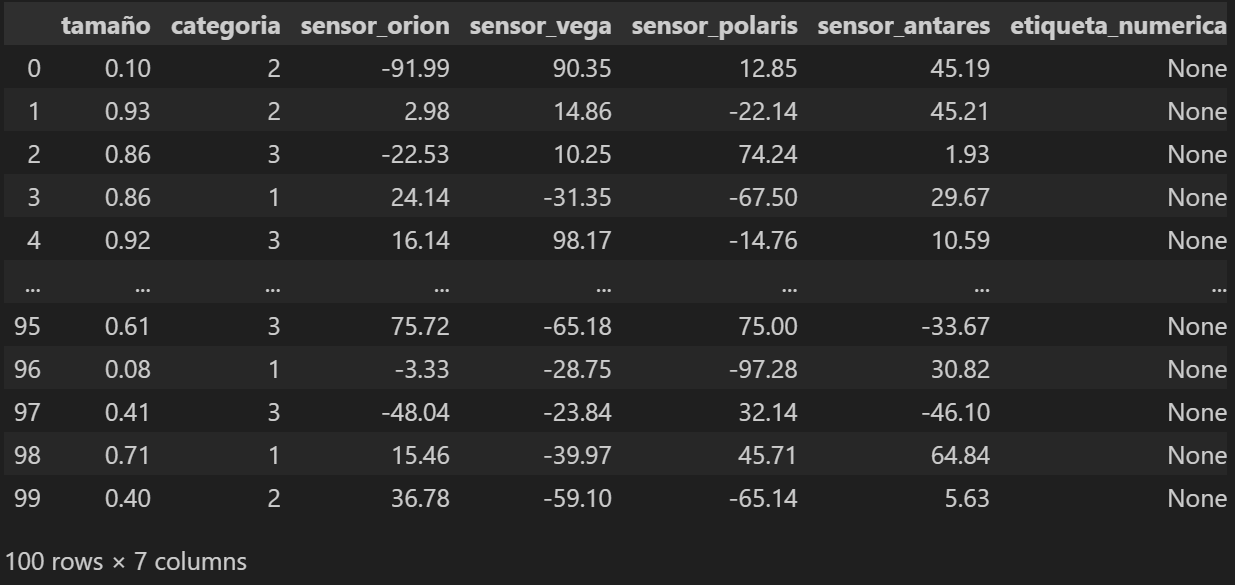 tamaño categoria sensor_orion sensor_vega sensor_polaris sensor_antares etiqueta_numerica
0 0.10 2 -91.99 90.35 12.85 45.19 None
1 0.93 2 2.98 14.86 -22.14 45.21 None
2 0.86 3 -22.53 10.25 74.24 1.93 None
3 0.86 1 24.14 -31.35 -67.50 29.67 None
4 0.92 3 16.14 98.17 -14.76 10.59 None
... ... ... ... ... ... ... ...
95 0.61 3 75.72 -65.18 75.00 -33.67 None
96 0.08 1 -3.33 -28.75 -97.28 30.82 None
97 0.41 3 -48.04 -23.84 32.14 -46.10 None
98 0.71 1 15.46 -39.97 45.71 64.84 None
99 0.40 2 36.78 -59.10 -65.14 5.63 None
100 rows × 7 columns